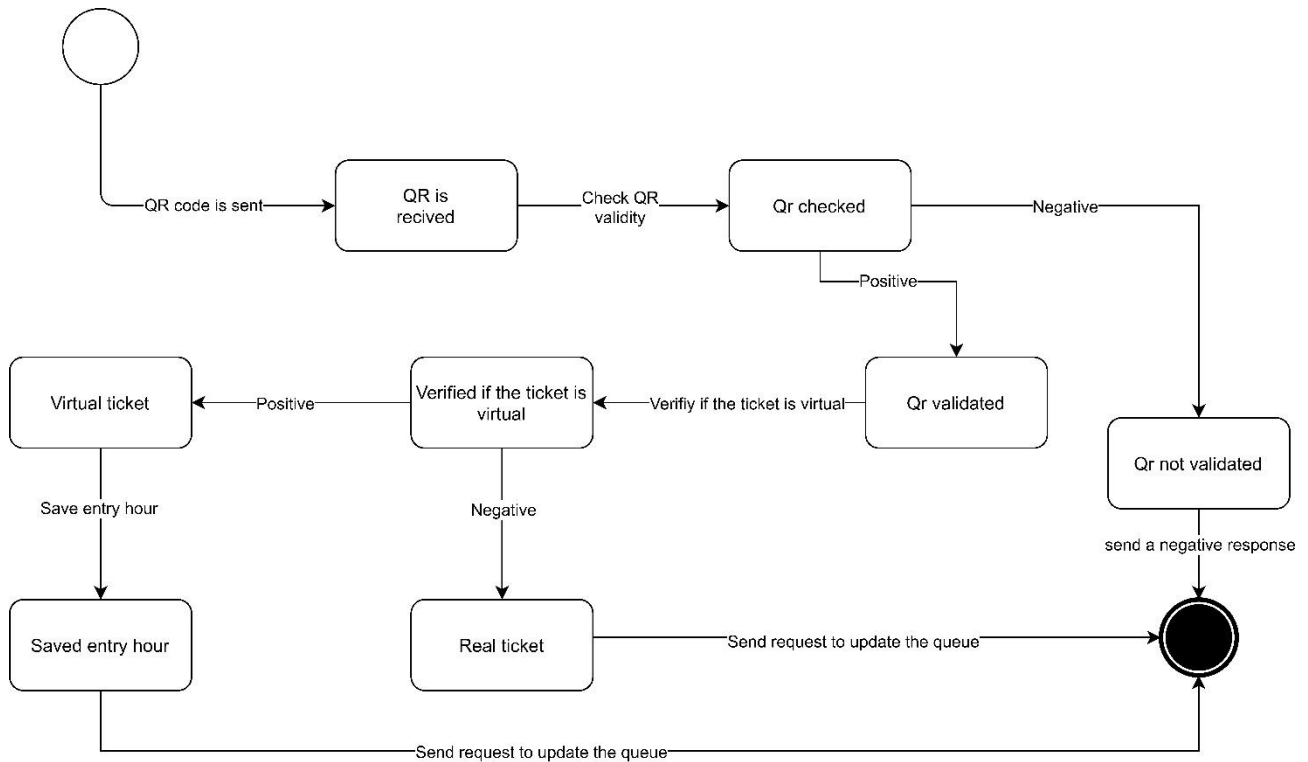 QR code is sent
QR is
recived
Check QR
validity
Qr checked
Negative
Positive
Virtual ticket
Positive
Verified if the ticket is
virtual
Verifiy if the ticket is virtual
Qr validated
Qr not validated
Save entry hour
Negative
send a negative response
Saved entry hour
Real ticket
Send request to update the queue
Send request to update the queue